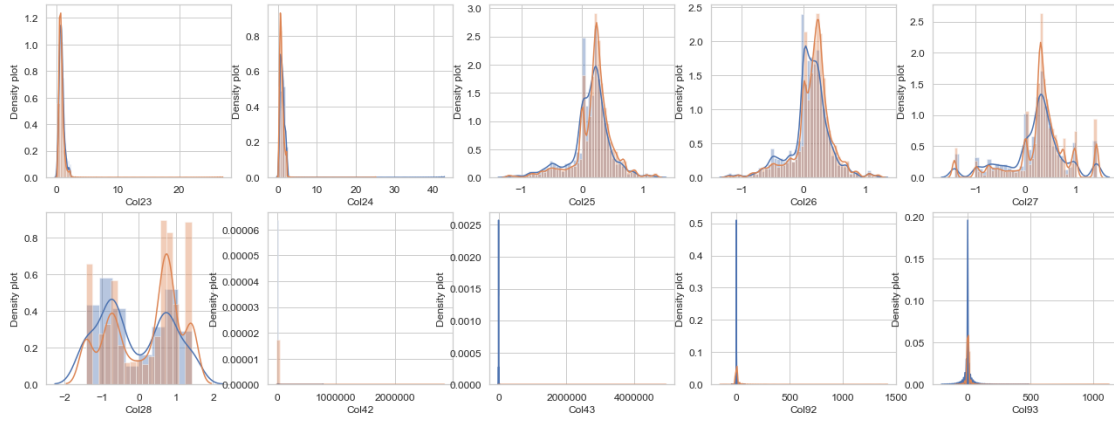 1.2
1.0
0.8
0.6
0.4
0.2
0.0
Density plot
0 10 20
Col23
1.0
0.8
0.6
0.4
0.2
0.0
Density plot
0 10 20 30 40
Col24
3.0
2.5
2.0
1.5
1.0
0.5
0.0
Density plot
−1 0 1
Col25
2.5
2.0
1.5
1.0
0.5
0.0
Density plot
−1 0 1
Col26
2.5
2.0
1.5
1.0
0.5
0.0
Density plot
−1 0 1
Col27
0.8
0.6
0.4
0.2
0.0
Density plot
−2 −1 0 1 2
Col28
0.00006
0.00005
0.00004
0.00003
0.00002
0.00001
0.00000
Density plot
0 1000000 2000000
Col42
0.0025
0.0020
0.0015
0.0010
0.0005
0.0000
Density plot
0 2000000 4000000
Col43
0.5
0.4
0.3
0.2
0.1
0.0
Density plot
0 500 1000 1500
Col92
0.20
0.15
0.10
0.05
0.00
Density plot
0 500 1000
Col93